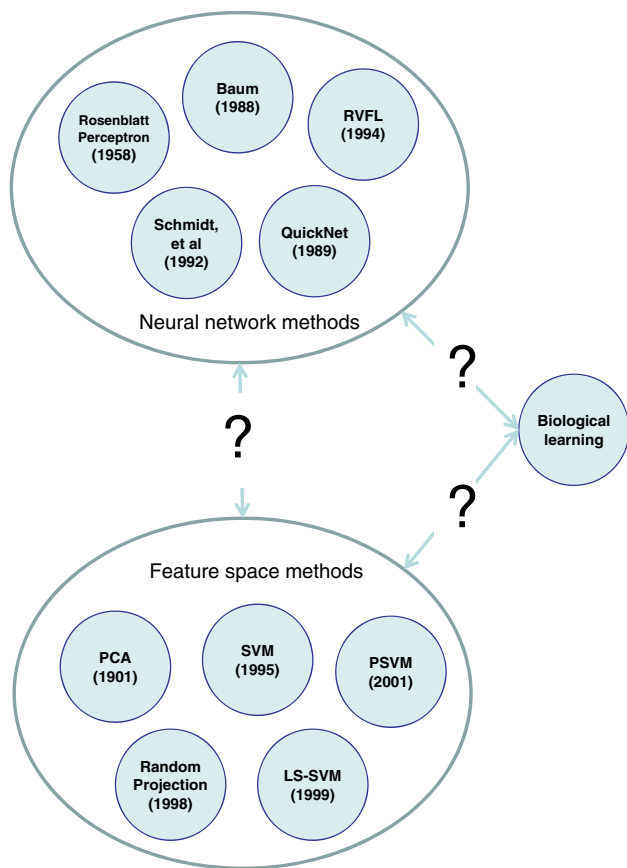 Baum
(1988)
RVFL
(1994)
Rosenblatt
Perceptron
(1958)
Schmidt,
et al
(1992)
QuickNet
(1989)
Neural network methods
?
?
Biological
learning
?
Feature space methods
PCA
(1901)
SVM
(1995)
PSVM
(2001)
Random
Projection
(1998)
LS-SVM
(1999)